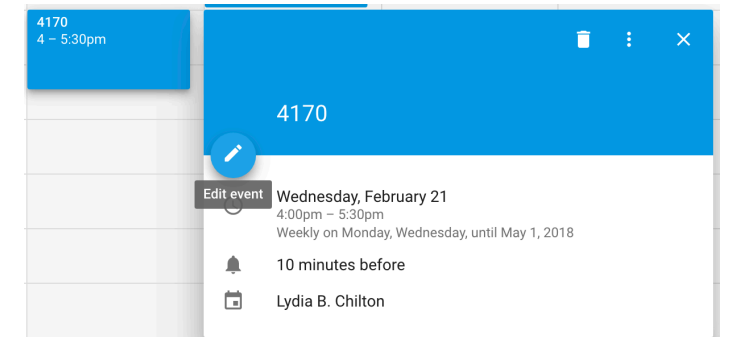 4170
4 – 5:30pm
4170
Edit event
Wednesday, February 21
4:00pm – 5:30pm
Weekly on Monday, Wednesday, until May 1, 2018
10 minutes before
Lydia B. Chilton